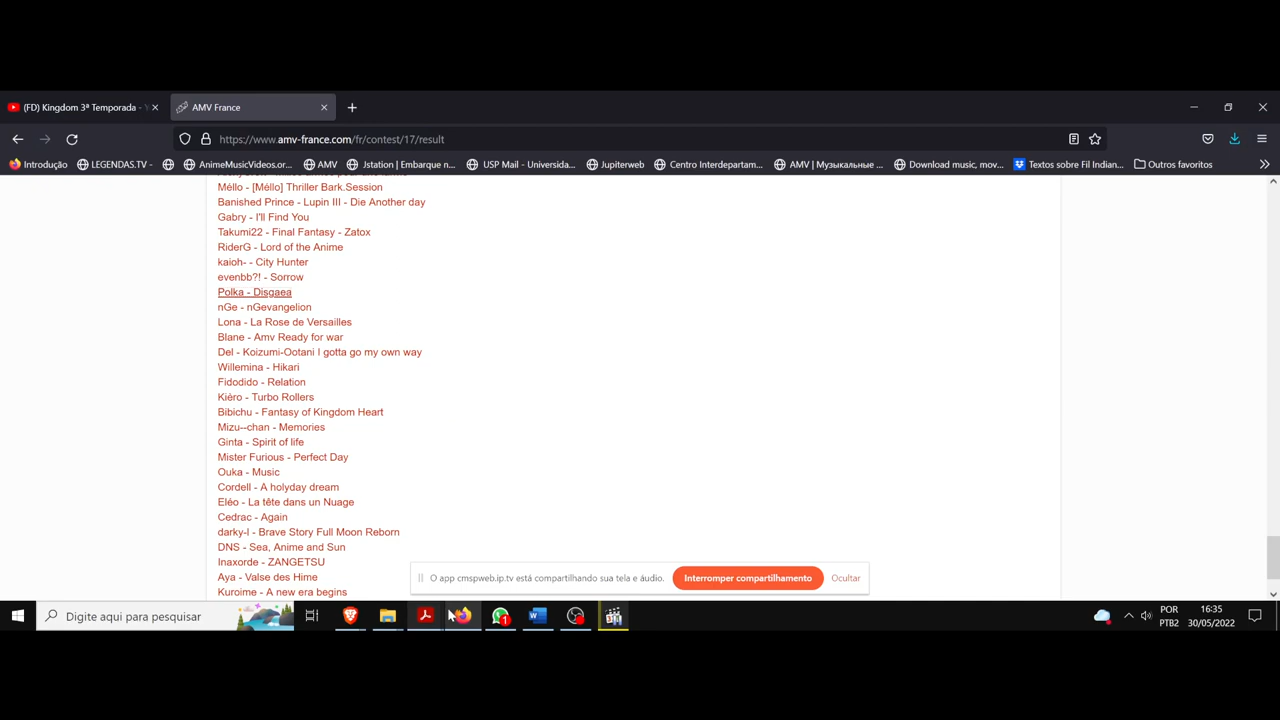 (FD) Kingdom 3ª Temporada -
AMV France
https://www.amv-france.com/fr/contest/17/result
Introdução
LEGENDAS.TV -
AnimeMusicVideos.or...
AMV
Jstation | Embarque n...
USP Mail - Universida...
Jupiterweb
Centro Interdepartam...
AMV | Музыкальные ...
Download music, mov...
Textos sobre Fil Indian...
Outros favoritos
Méllo - [Méllo] Thriller Bark.Session
Banished Prince - Lupin III - Die Another day
Gabry - I'll Find You
Takumi22 - Final Fantasy - Zatox
RiderG - Lord of the Anime
kaioh- - City Hunter
evenbb?! - Sorrow
Polka - Disgaea
nGe - nGevangelion
Lona - La Rose de Versailles
Blane - Amv Ready for war
Del - Koizumi-Ootani I gotta go my own way
Willemina - Hikari
Fidodido - Relation
Kièro - Turbo Rollers
Bibichu - Fantasy of Kingdom Heart
Mizu--chan - Memories
Ginta - Spirit of life
Mister Furious - Perfect Day
Ouka - Music
Cordell - A holyday dream
Eléo - La tête dans un Nuage
Cedrac - Again
darky-l - Brave Story Full Moon Reborn
DNS - Sea, Anime and Sun
Inaxorde - ZANGETSU
Aya - Valse des Hime
Kuroime - A new era begins
O app cmspweb.ip.tv está compartilhando sua tela e áudio.
Interromper compartilhamento
Ocultar
Digite aqui para pesquisar
1
POR
PTB2
16:35
30/05/2022